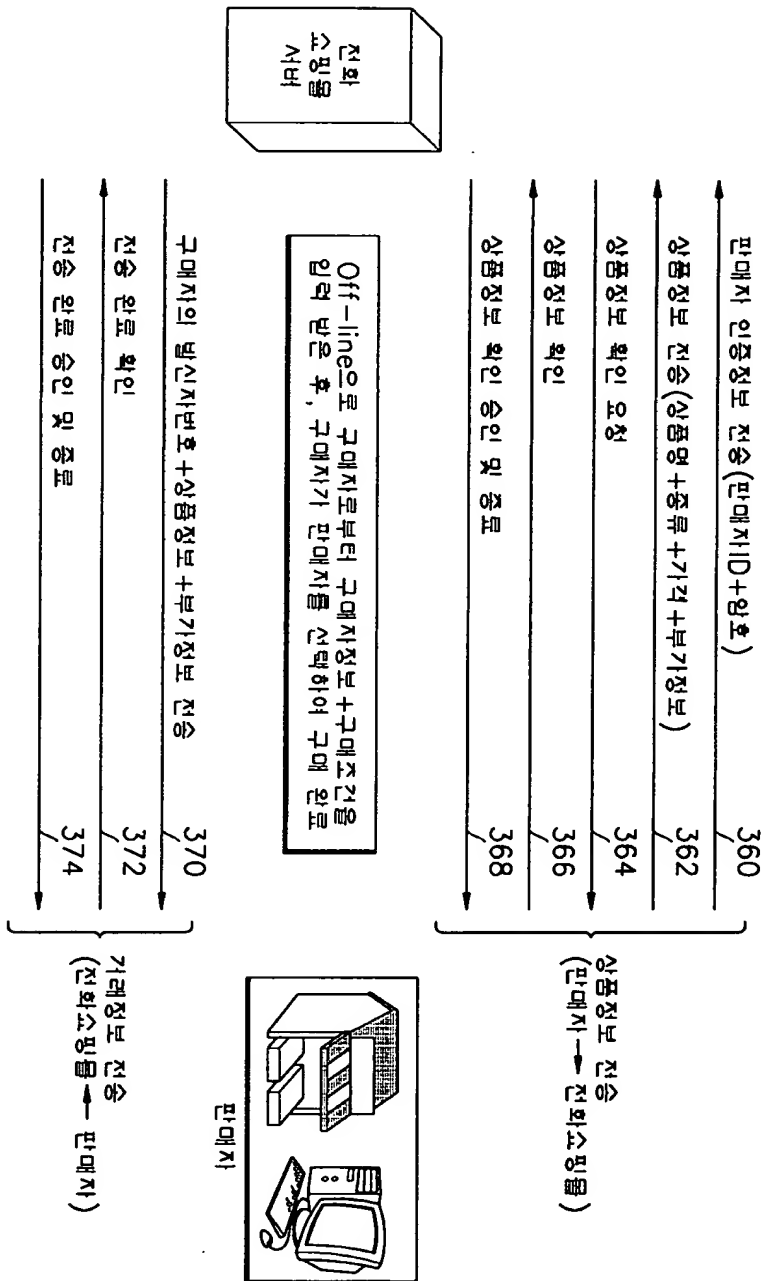 판매자 인증정보 전송(판매자ID+암호)
360
상품정보 전송(상품명+종류+가격+부가정보)
362
상품정보 확인 요청
364
상품정보 확인
366
상품정보 확인 승인 및 종료
368
상품정보 전송
(판매자 → 전화쇼핑몰)
전화
쇼핑몰
서버
Off-line으로 구매자로부터 구매자정보+구매조건을
입력 받은 후, 구매자가 판매자를 선택하여 구매 완료
판매자
구매자의 발신자번호+상품정보+부가정보 전송
370
전송 완료 확인
372
전송 완료 승인 및 종료
374
거래정보 전송
(전화쇼핑몰 ← 판매자)